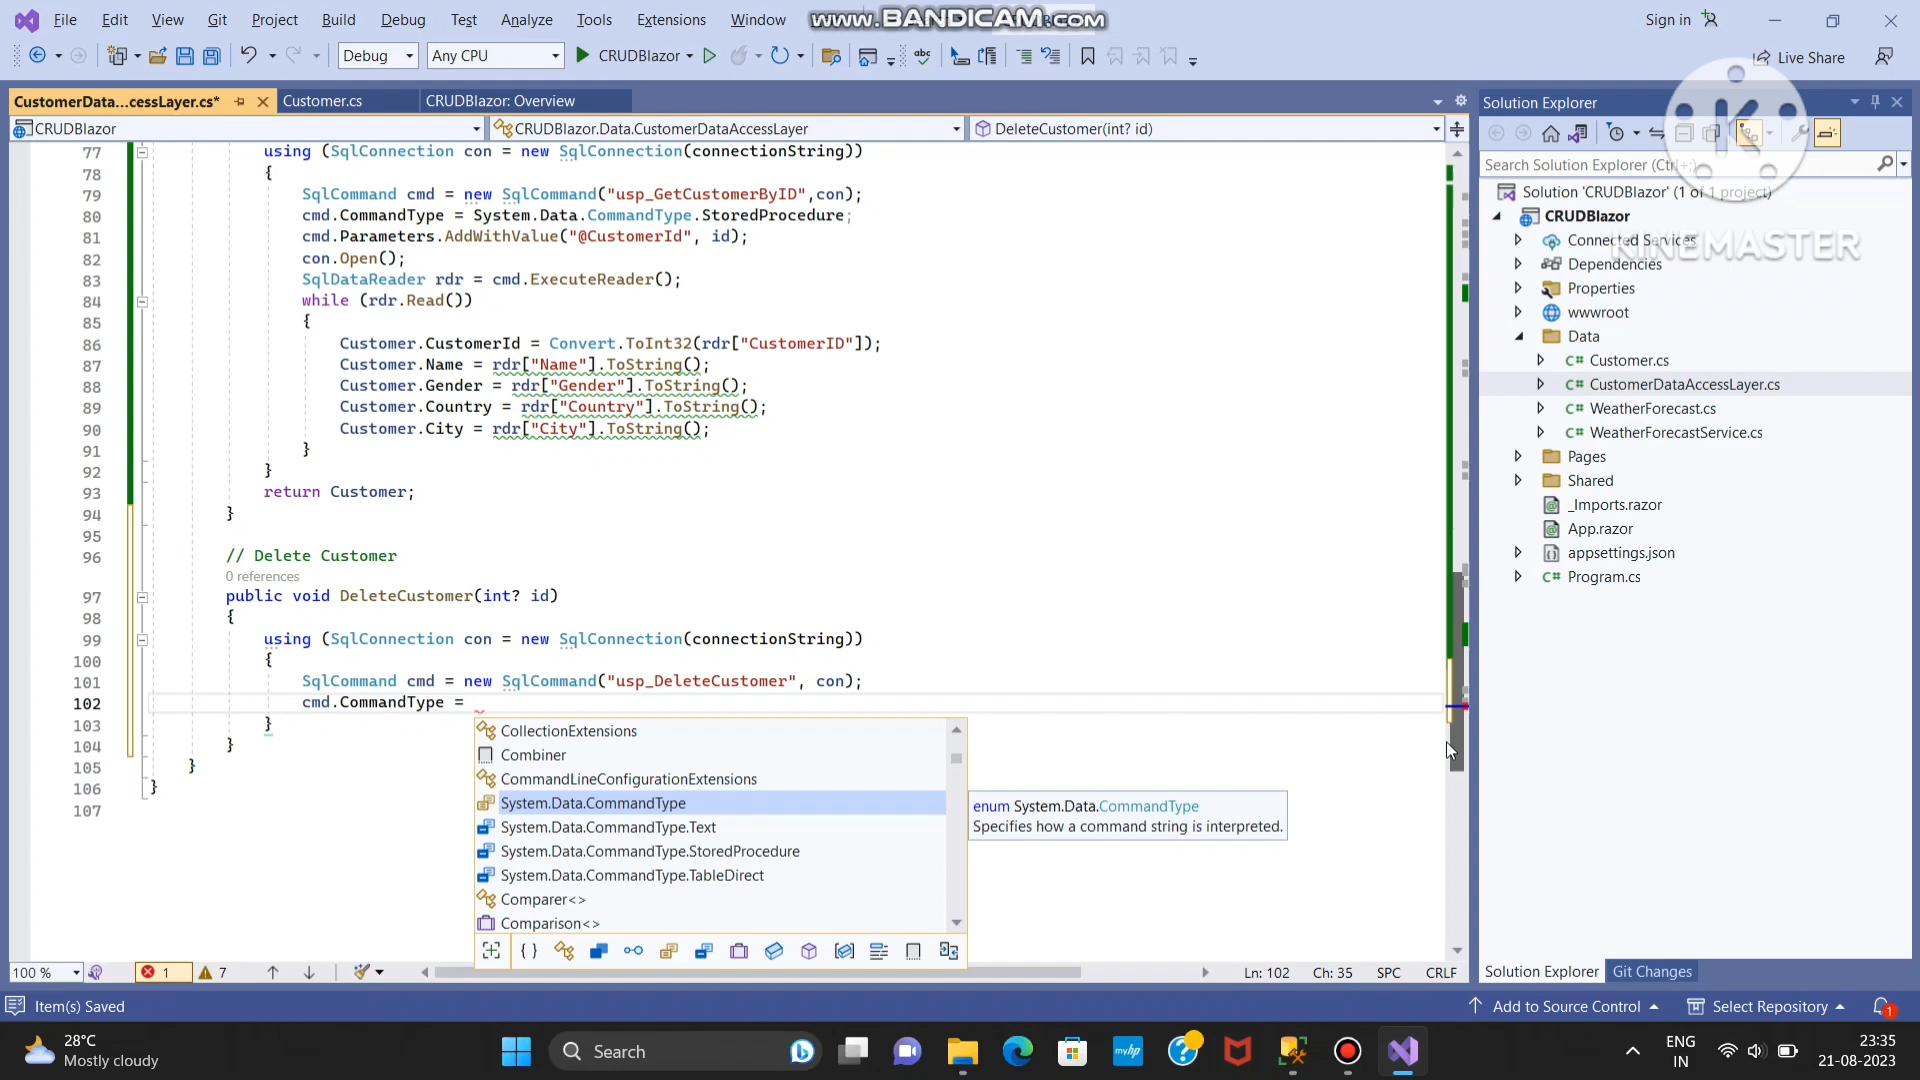 File Edit View Git Project Build Debug Test Analyze Tools Extensions Window
www.BANDICAM.com
Sign in
Debug Any CPU CRUDBlazor
Live Share
CustomerData...cessLayer.cs* Customer.cs CRUDBlazor: Overview
CRUDBlazor CRUDBlazor.Data.CustomerDataAccessLayer DeleteCustomer(int? id)
77 using (SqlConnection con = new SqlConnection(connectionString))
78 {
79 SqlCommand cmd = new SqlCommand("usp_GetCustomerByID",con);
80 cmd.CommandType = System.Data.CommandType.StoredProcedure;
81 cmd.Parameters.AddWithValue("@CustomerId", id);
82 con.Open();
83 SqlDataReader rdr = cmd.ExecuteReader();
84 while (rdr.Read())
85 {
86 Customer.CustomerId = Convert.ToInt32(rdr["CustomerID"]);
87 Customer.Name = rdr["Name"].ToString();
88 Customer.Gender = rdr["Gender"].ToString();
89 Customer.Country = rdr["Country"].ToString();
90 Customer.City = rdr["City"].ToString();
91 }
92 }
93 return Customer;
94 }
95
96 // Delete Customer
0 references
97 public void DeleteCustomer(int? id)
98 {
99 using (SqlConnection con = new SqlConnection(connectionString))
100 {
101 SqlCommand cmd = new SqlCommand("usp_DeleteCustomer", con);
102 cmd.CommandType =
103 }
104 }
105 }
106 }
107
CollectionExtensions
Combiner
CommandLineConfigurationExtensions
System.Data.CommandType
System.Data.CommandType.Text
System.Data.CommandType.StoredProcedure
System.Data.CommandType.TableDirect
Comparer<>
Comparison<>
enum System.Data.CommandType
Specifies how a command string is interpreted.
100 % 1 7 Ln: 102 Ch: 35 SPC CRLF
Solution Explorer
Search Solution Explorer (Ctrl+;)
Solution 'CRUDBlazor' (1 of 1 project)
CRUDBlazor
Connected Services
KINEMASTER
Dependencies
Properties
wwwroot
Data
C# Customer.cs
C# CustomerDataAccessLayer.cs
C# WeatherForecast.cs
C# WeatherForecastService.cs
Pages
Shared
_Imports.razor
App.razor
appsettings.json
C# Program.cs
K
Solution Explorer Git Changes
Item(s) Saved Add to Source Control Select Repository 1
28°C
Mostly cloudy
Search
myhp
ENG
IN
23:35
21-08-2023